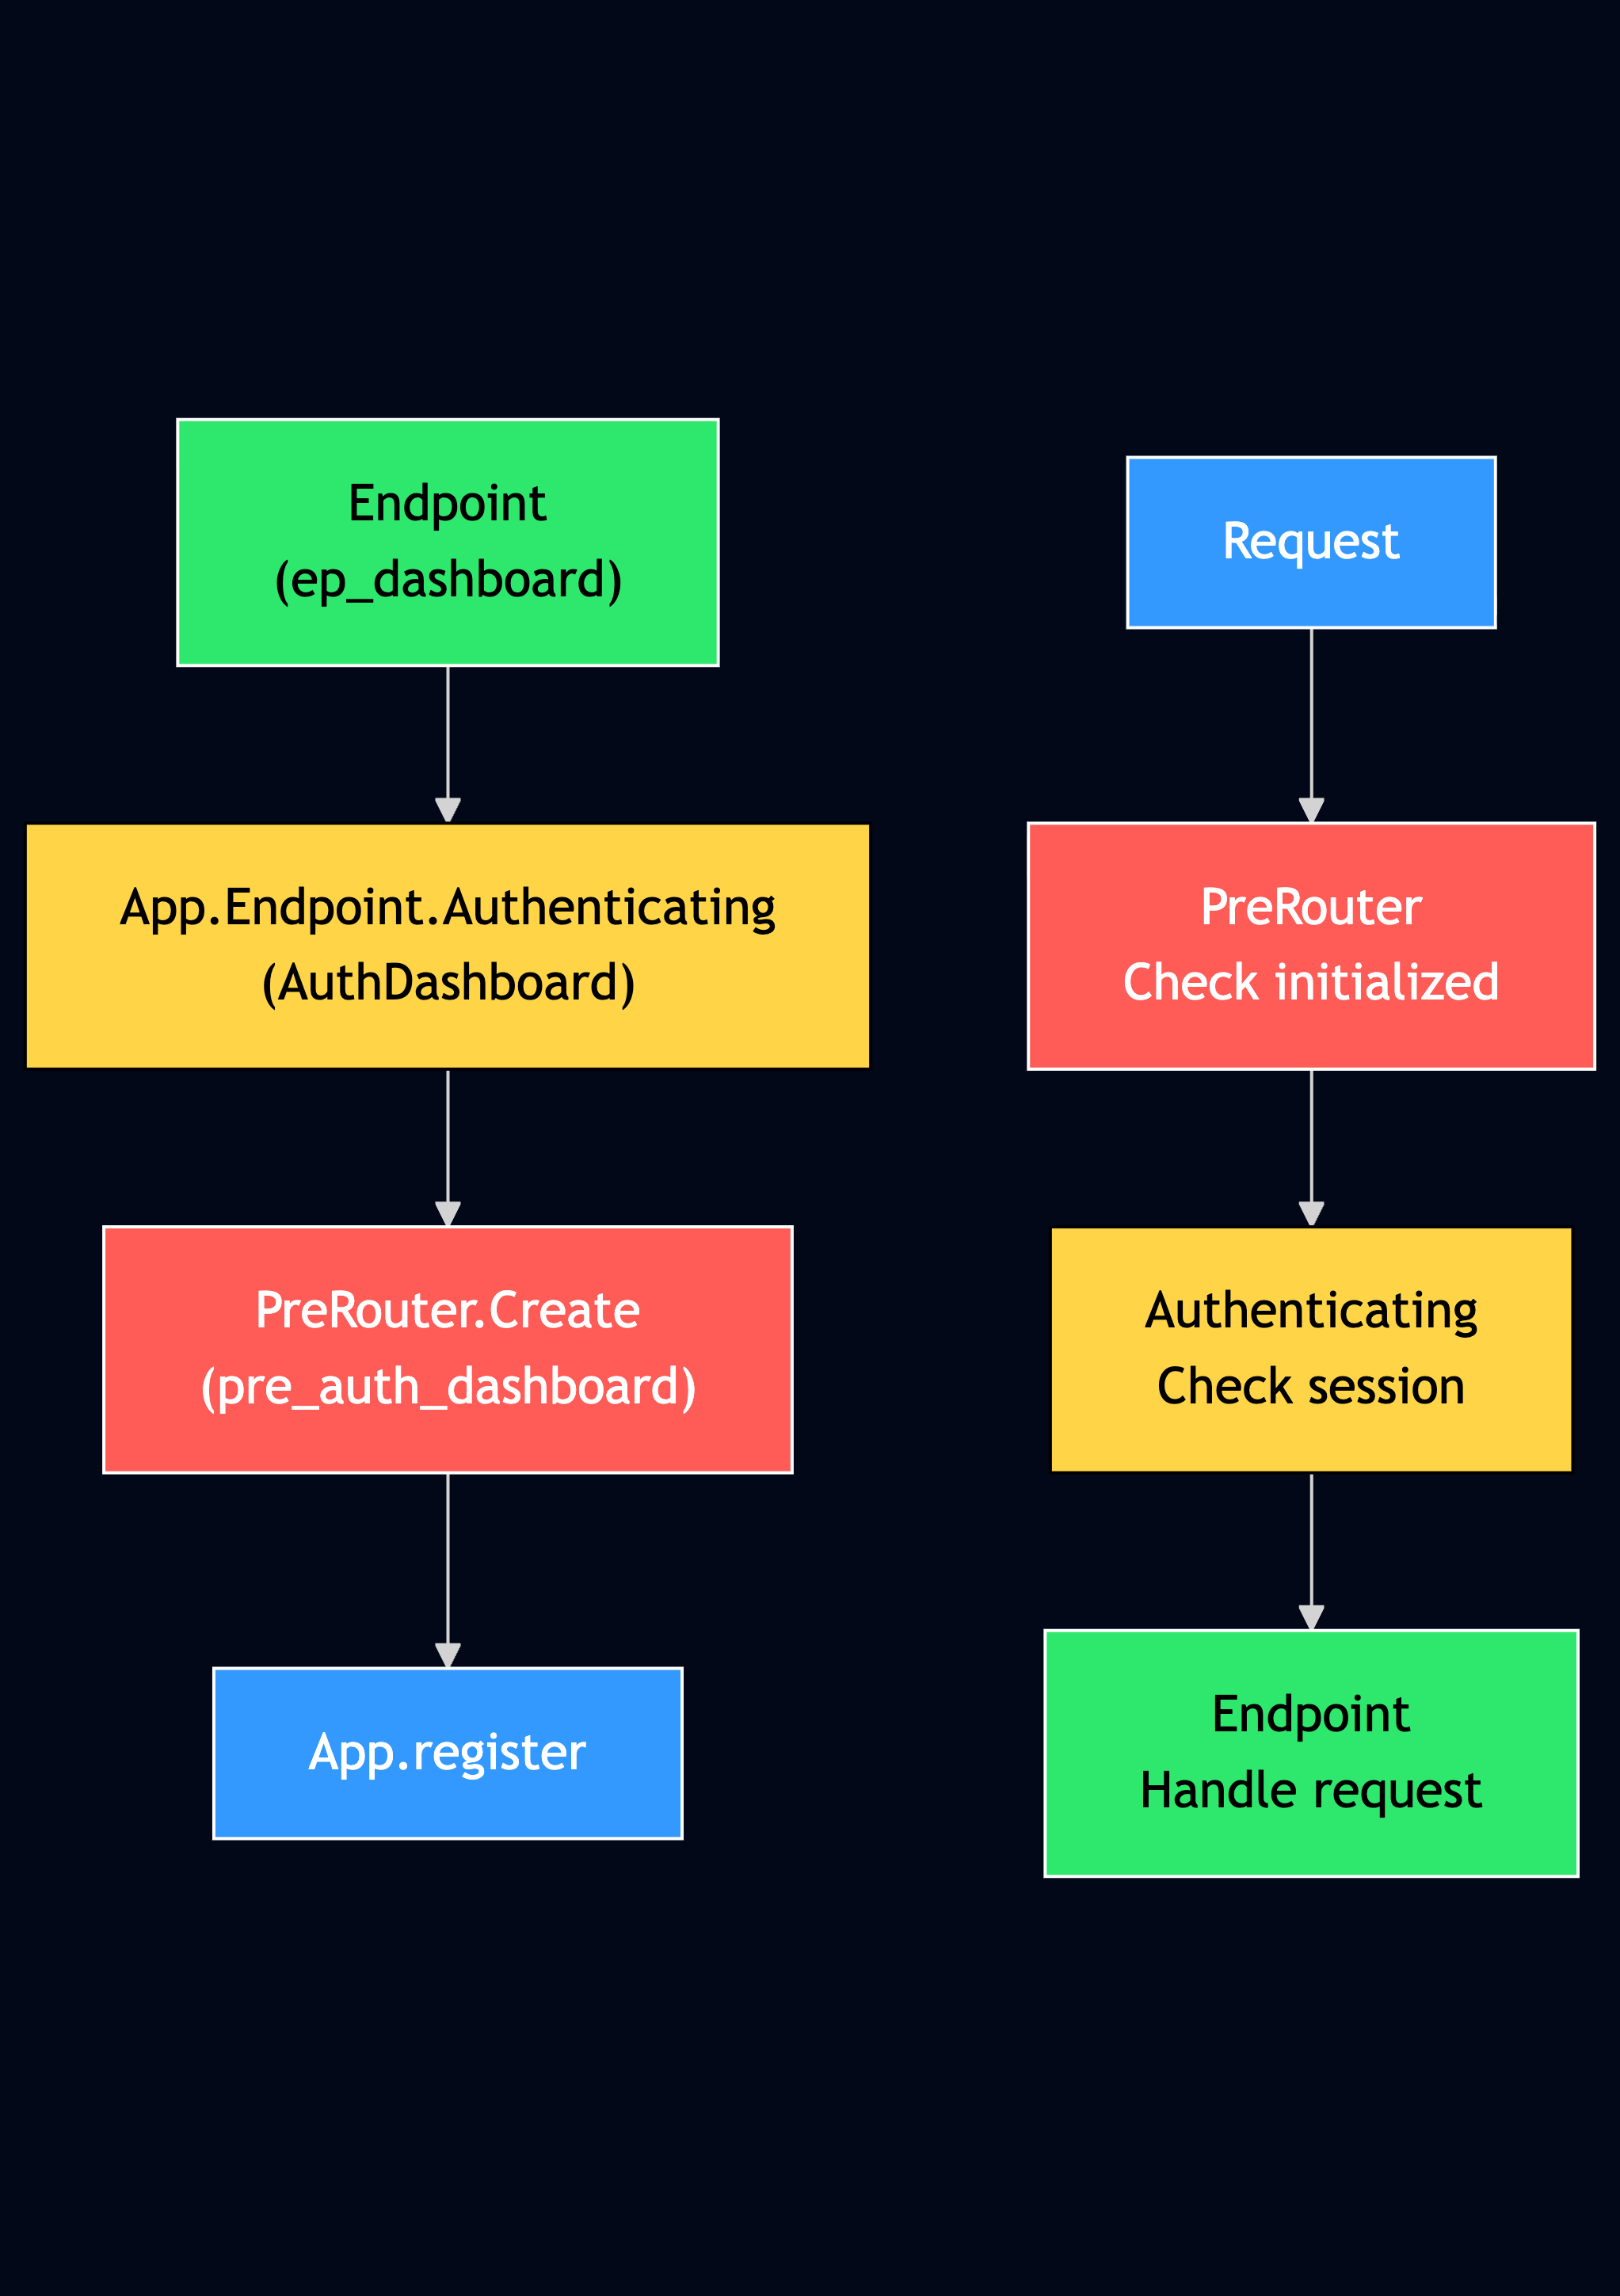 Endpoint
(ep_dashboard)
App.Endpoint.Authenticating
(AuthDashboard)
PreRouter.Create
(pre_auth_dashboard)
App.register
Request
PreRouter
Check initialized
Authenticating
Check session
Endpoint
Handle request